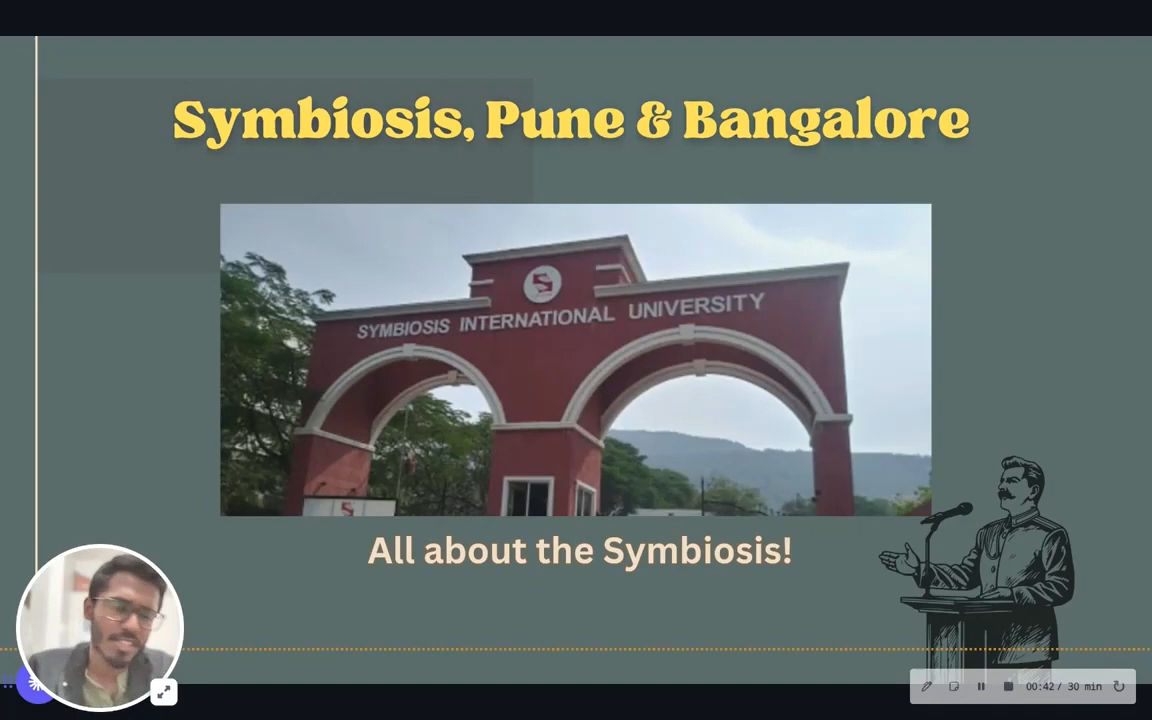 Symbiosis, Pune & Bangalore
SYMBIOSIS INTERNATIONAL UNIVERSITY
All about the Symbiosis!
00:42 / 30 min